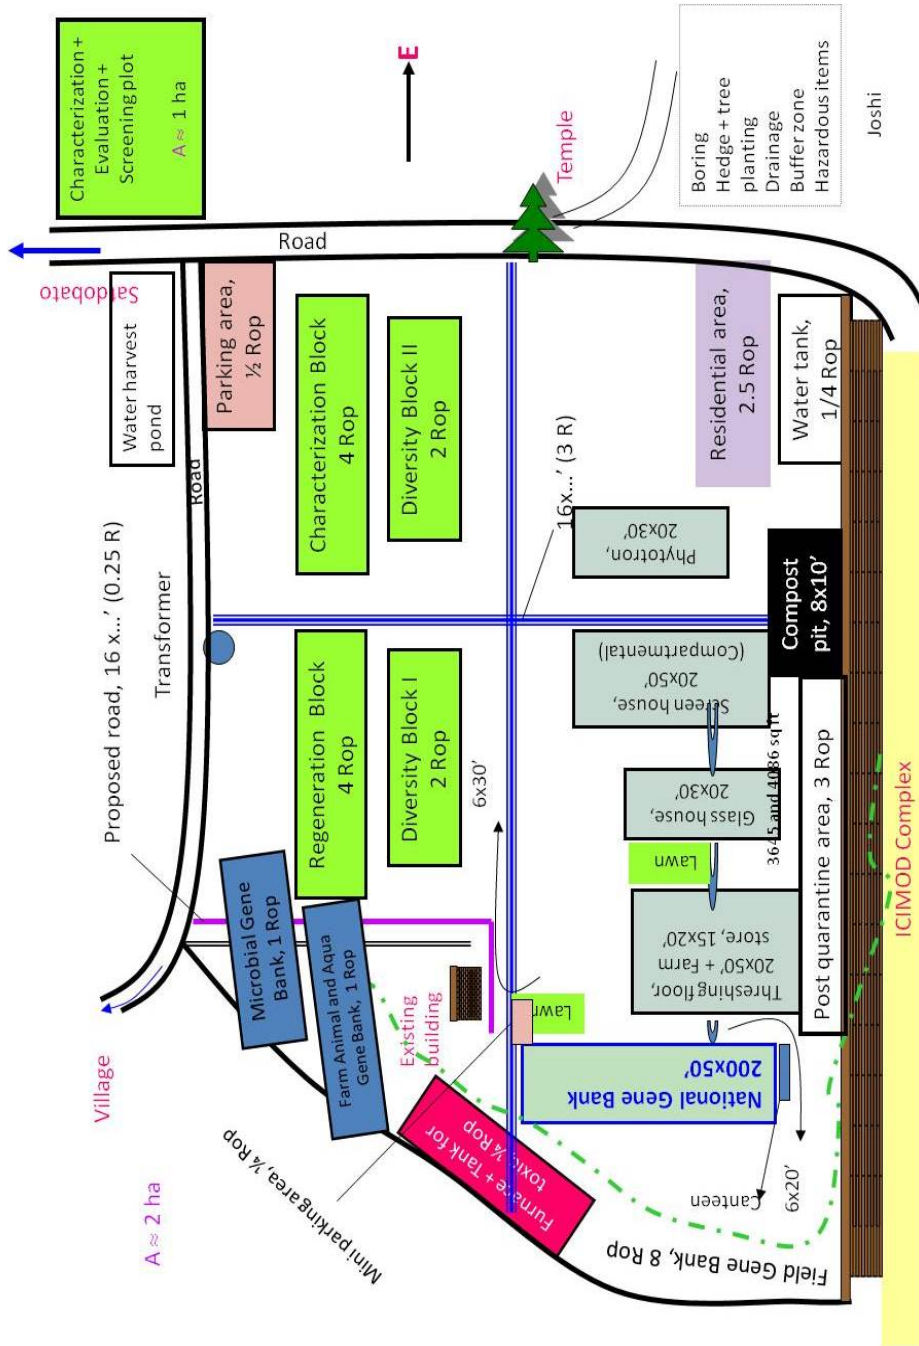 Characterization +
Evaluation +
Screening plot
A ≈ 1 ha
E
Temple
Boring
Hedge + tree
planting
Drainage
Buffer zone
Hazardous items
Joshi
Road
Satdobato
Water harvest
pond
Parking area,
½ Rop
Characterization Block
4 Rop
Diversity Block II
2 Rop
Residential area,
2.5 Rop
Water tank,
1/4 Rop
Road
16x…’ (3 R)
Phytotron,
20x30’
Compost
pit, 8x10’
Proposed road, 16 x…’ (0.25 R)
Transformer
Regeneration Block
4 Rop
Diversity Block I
2 Rop
6x30’
Screen house,
20x50’
(Compartmental)
Glass house,
20x30’
3645 and 4086 sq ft
Lawn
Post quarantine area, 3 Rop
ICIMOD Complex
Microbial Gene
Bank, 1 Rop
Farm Animal and Aqua
Gene Bank, 1 Rop
Existing
building
Lawn
Threshing floor,
20x50’ + Farm
store, 15x20’
National Gene Bank
200x50’
Village
Furnace + Tank for
toxic, ¼ Rop
Mini parking area, ¼ Rop
Canteen
6x20’
A ≈ 2 ha
Field Gene Bank, 8 Rop